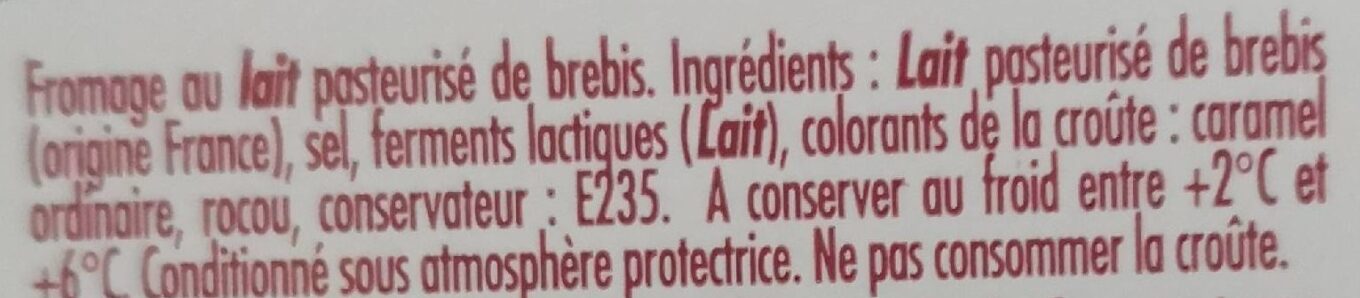 Fromage au lait pasteurisé de brebis. Ingrédients : Lait pasteurisé de brebis
(origine France), sel, ferments lactiques (Lait), colorants de la croûte : caramel
ordinaire, rocou, conservateur : E235. A conserver au froid entre +2°C et
+6°C Conditionné sous atmosphère protectrice. Ne pas consommer la croûte.